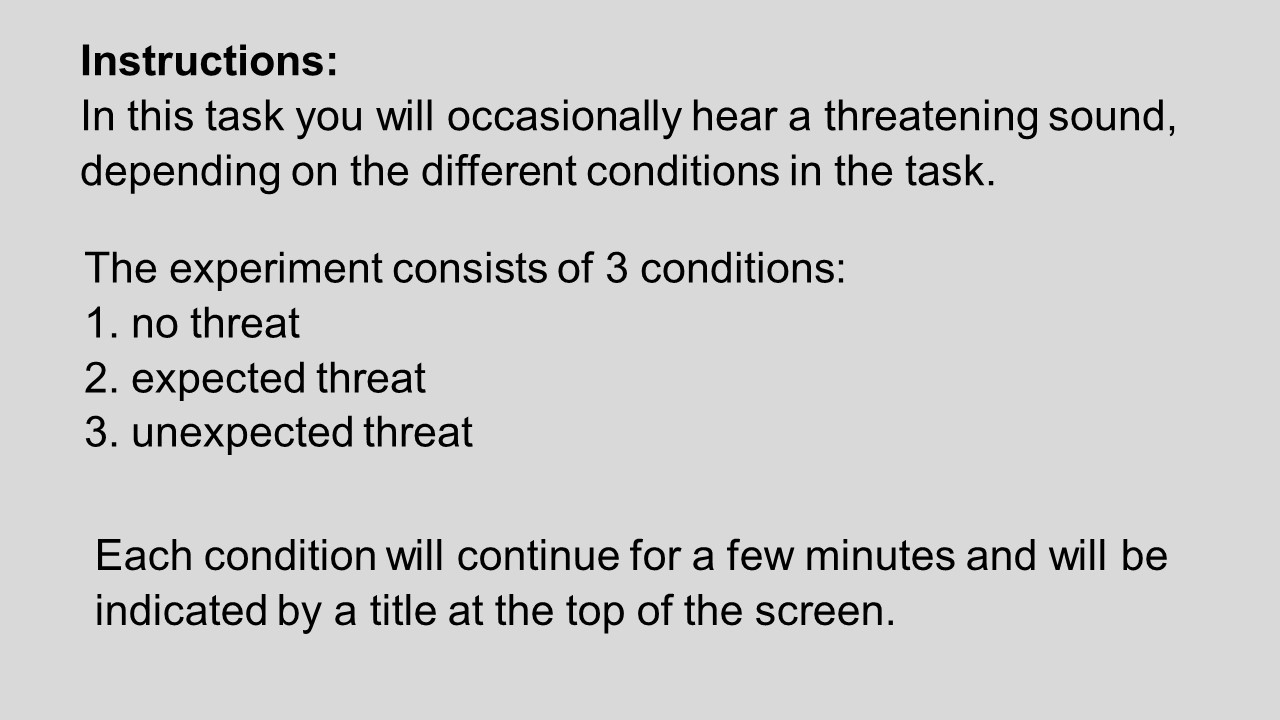 Instructions:
In this task you will occasionally hear a threatening sound,
depending on the different conditions in the task.
The experiment consists of 3 conditions:
1. no threat
2. expected threat
3. unexpected threat
Each condition will continue for a few minutes and will be
indicated by a title at the top of the screen.